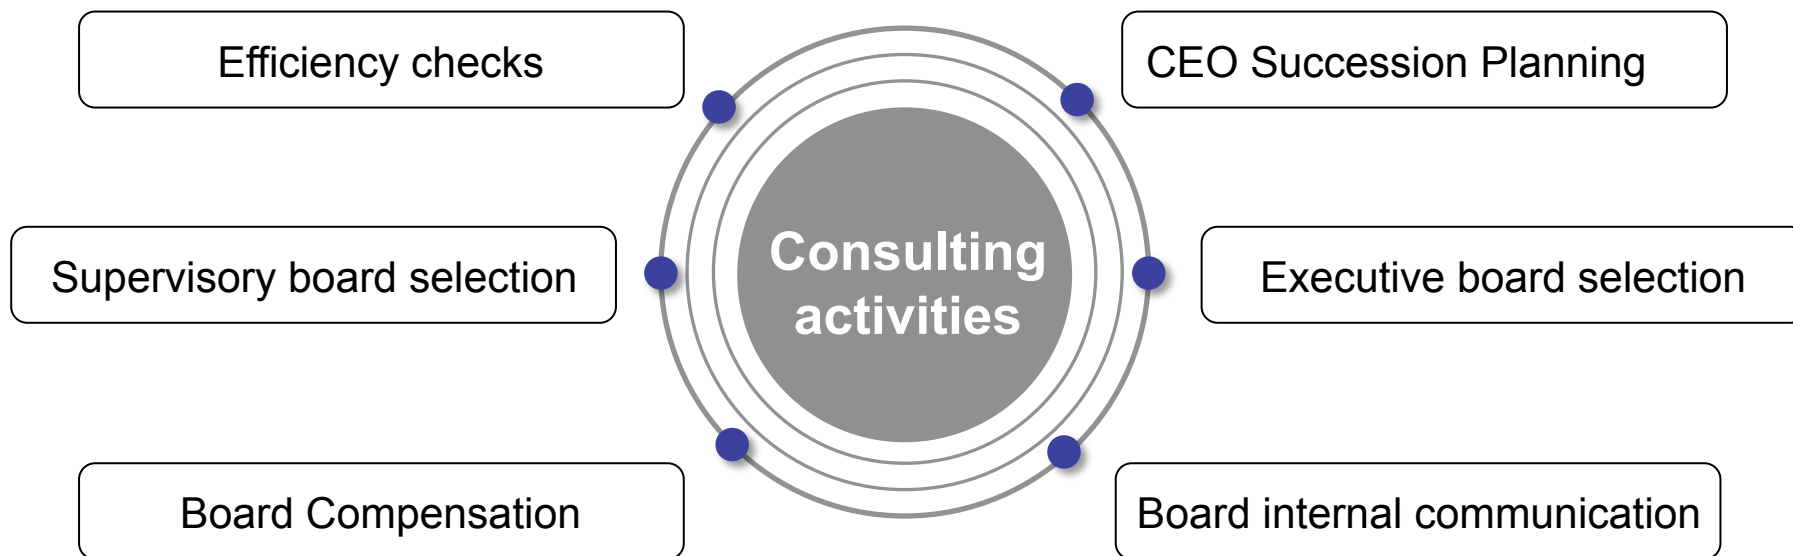 Efficiency checks
CEO Succession Planning
Supervisory board selection
Consulting
activities
Executive board selection
Board Compensation
Board internal communication